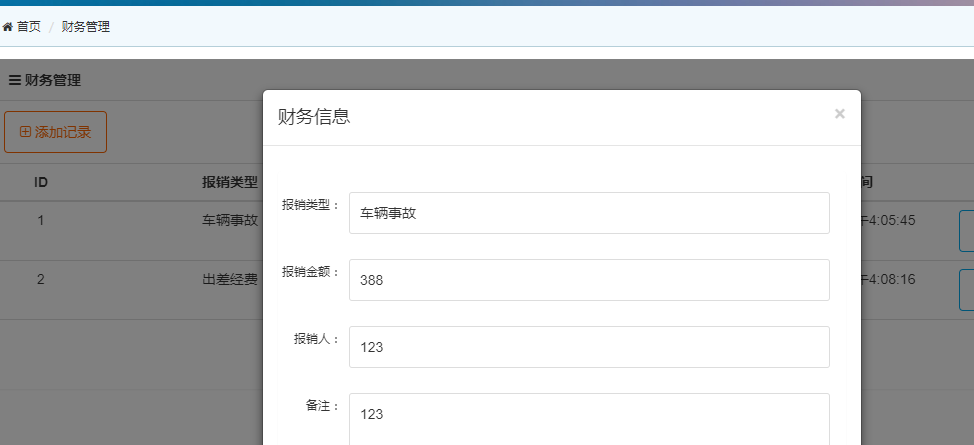 首页 / 财务管理
财务管理
添加记录
ID 报销类型
1 车辆事故 4:05:45
2 出差经费 4:08:16
财务信息 ×
报销类型： 车辆事故
报销金额： 388
报销人： 123
备注： 123